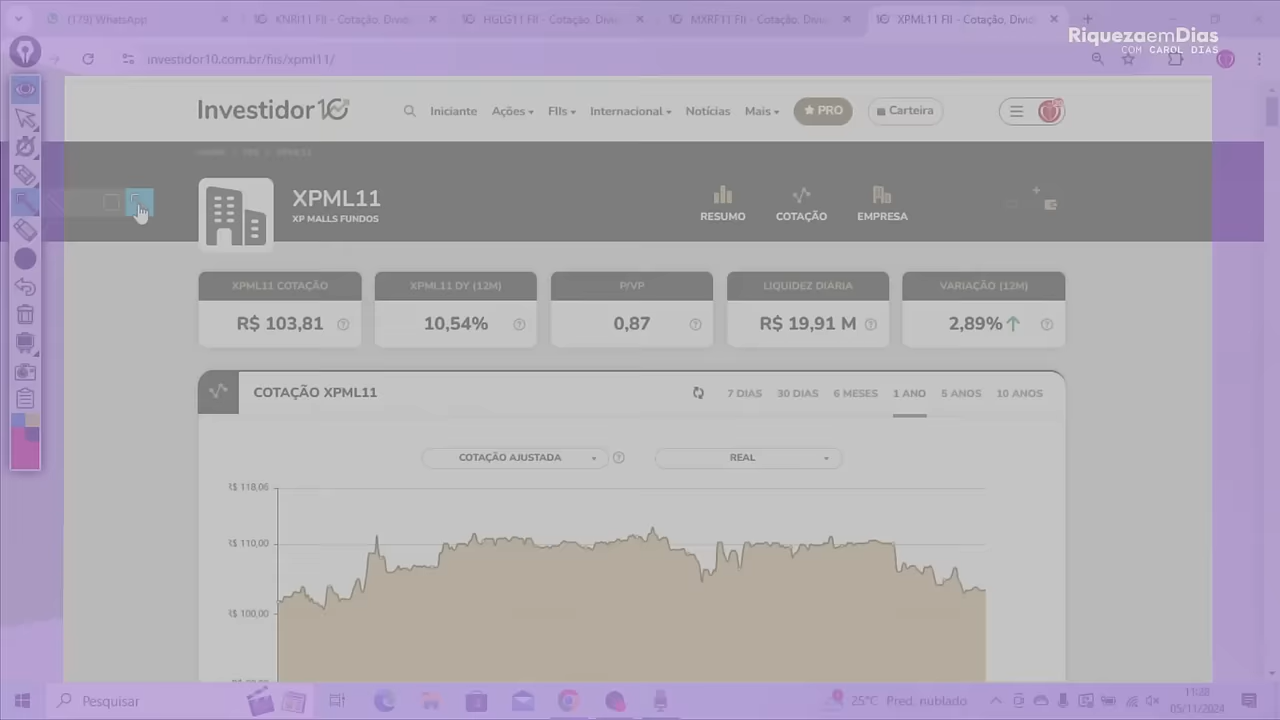 (179) WhatsApp
KNRI11 FII - Cotação, Divide
HGLG11 FII - Cotação, Divid
MXRF11 FII - Cotação, Divid
XPML11 FII - Cotação, Divid
RiquezaemDias
COM CAROL DIAS
investidor10.com.br/fiis/xpml11/
Investidor10
Iniciante
Ações
FIIs
Internacional
Notícias
Mais
PRO
Carteira
XPML11
XP MALLS FUNDOS
RESUMO
COTAÇÃO
EMPRESA
XPML11 COTAÇÃO
XPML11 DY (12M)
P/VP
LIQUIDEZ DIARIA
VARIAÇÃO (12M)
R$ 103,81
10,54%
0,87
R$ 19,91 M
2,89%
COTAÇÃO XPML11
7 DIAS
30 DIAS
6 MESES
1 ANO
5 ANOS
10 ANOS
COTAÇÃO AJUSTADA
REAL
R$ 118,06
R$ 110,00
R$ 100,00
Pesquisar
25°C Pred. nublado
11:28
05/11/2024